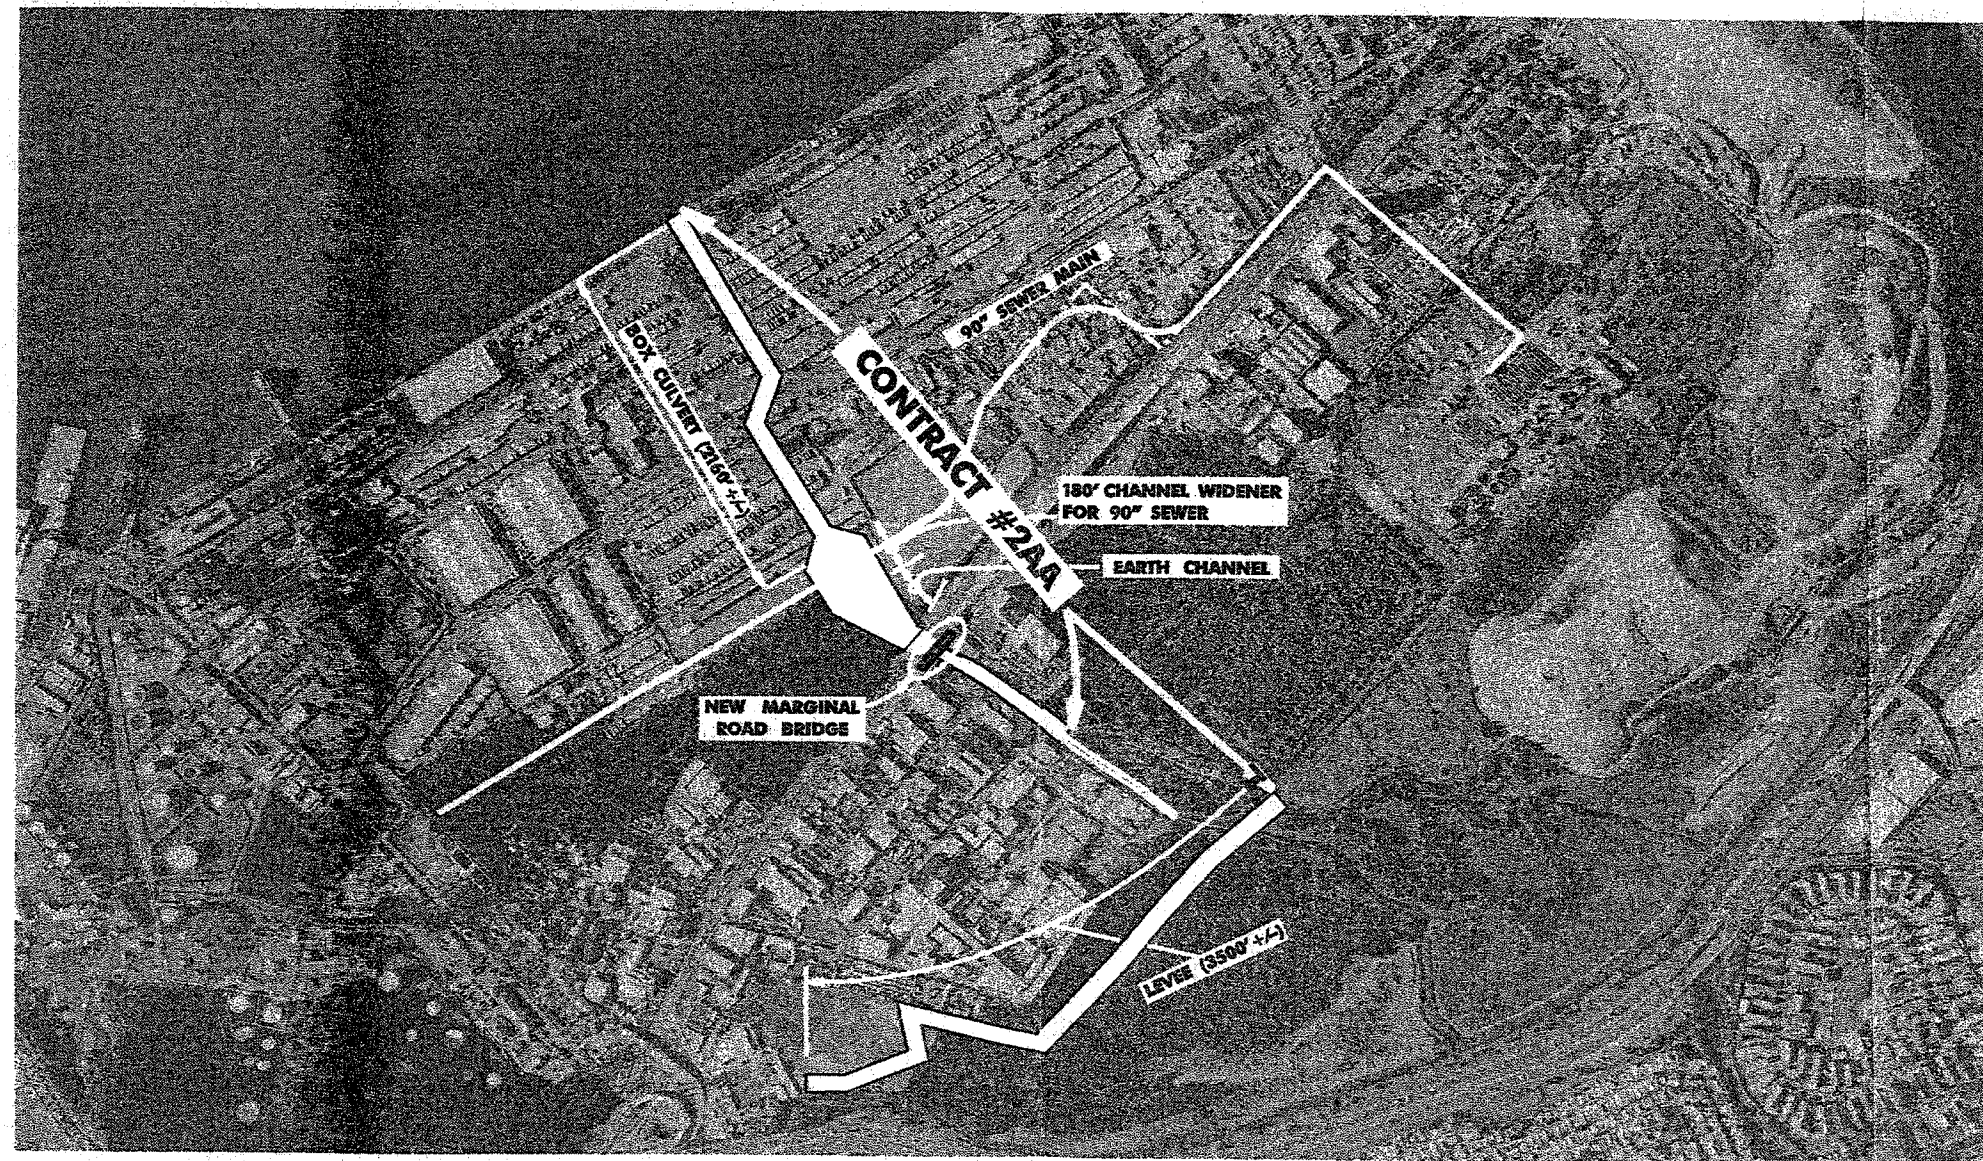 90" SEWER MAIN
BOX CULVERT (2160' +/-)
CONTRACT #2AA
180' CHANNEL WIDENER
FOR 90" SEWER
EARTH CHANNEL
NEW MARGINAL
ROAD BRIDGE
LEVEE (3500' +/-)